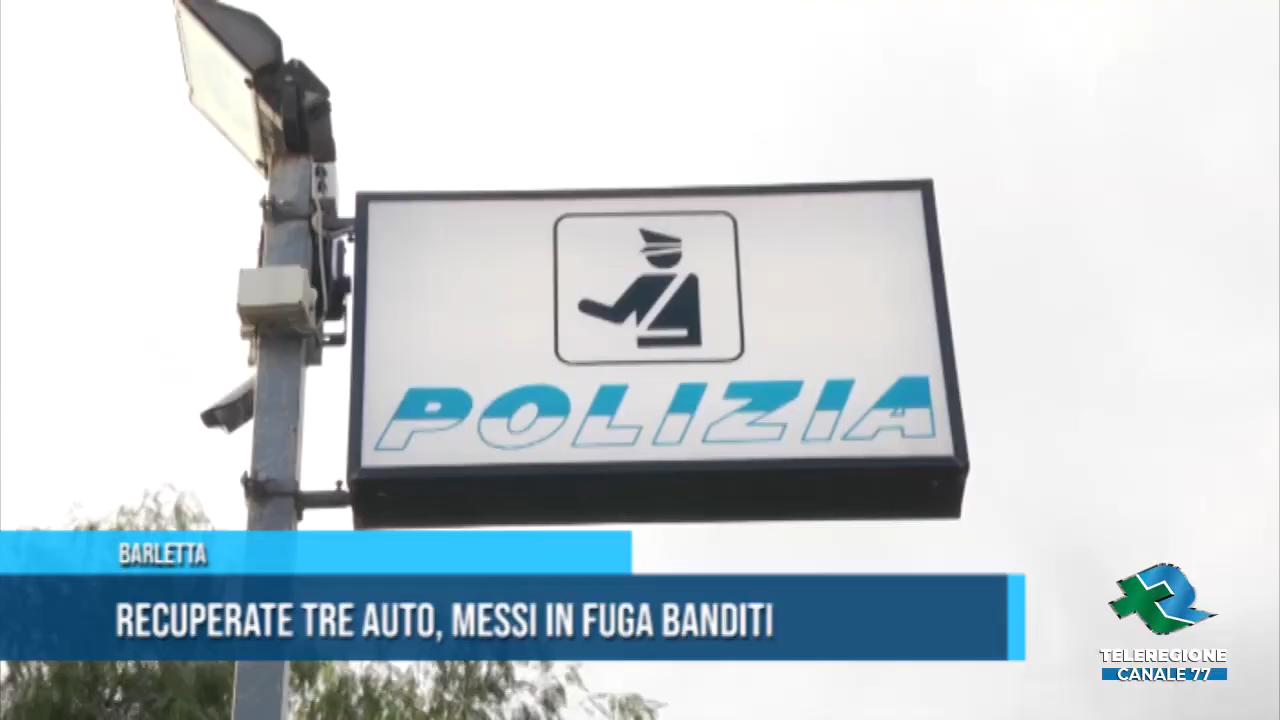 POLIZIA
BARLETTA
RECUPERATE TRE AUTO, MESSI IN FUGA BANDITI
TELEREGIONE
CANALE 77